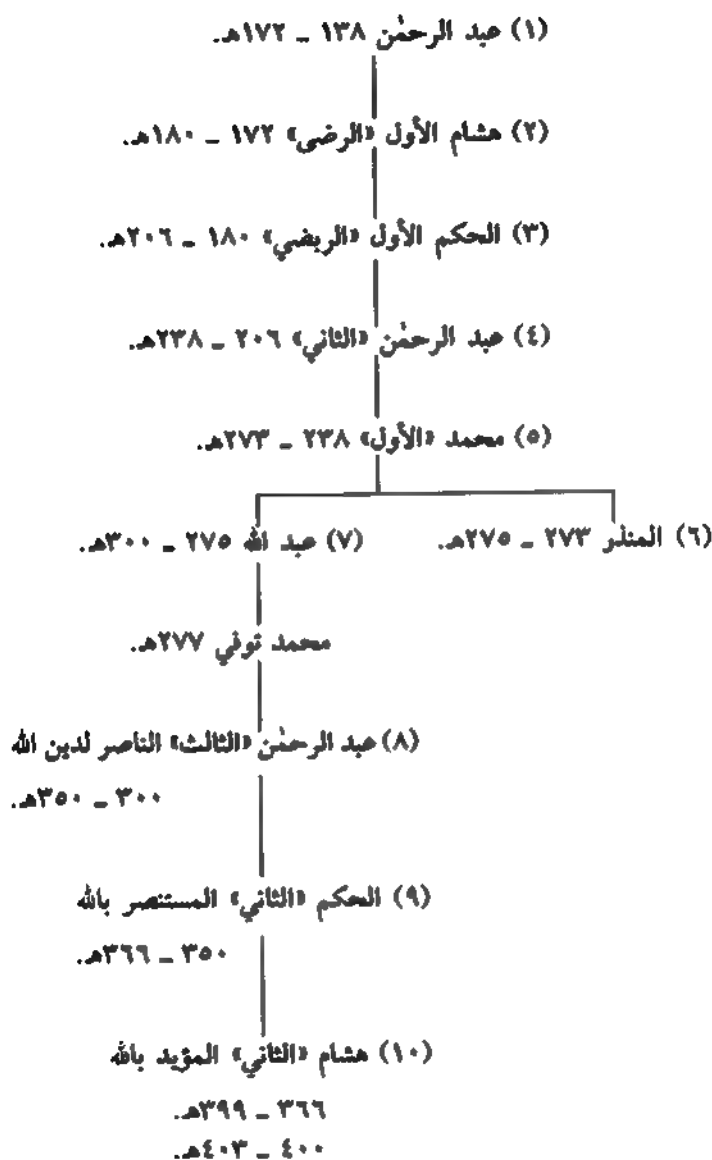 (١) عبد الرحمٰن ١٣٨ ـ ١٧٢هـ.
(٢) هشام الأول «الرضى» ١٧٢ ـ ١٨٠هـ.
(٣) الحكم الأول «الربضي» ١٨٠ ـ ٢٠٦هـ.
(٤) عبد الرحمٰن «الثاني» ٢٠٦ ـ ٢٣٨هـ.
(٥) محمد «الأول» ٢٣٨ ـ ٢٧٣هـ.
(٦) المنذر ٢٧٣ ـ ٢٧٥هـ.
(٧) عبد الله ٢٧٥ ـ ٣٠٠هـ.
محمد توفي ٢٧٧هـ.
(٨) عبد الرحمٰن «الثالث» الناصر لدين الله
٣٠٠ ـ ٣٥٠هـ.
(٩) الحكم «الثاني» المستنصر بالله
٣٥٠ ـ ٣٦٦هـ.
(١٠) هشام «الثاني» المؤيد بالله
٣٦٦ ـ ٣٩٩هـ.
٤٠٠ ـ ٤٠٣هـ.